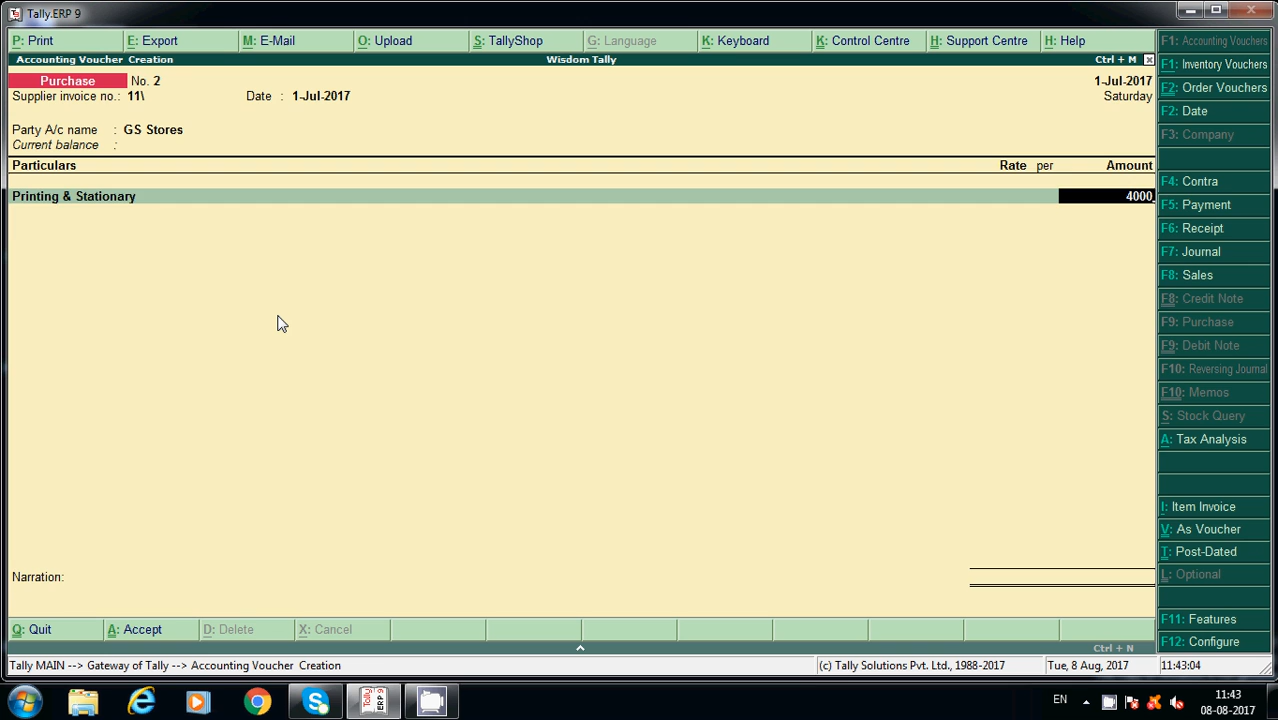 Tally.ERP 9
P: Print E: Export M: E-Mail O: Upload S: TallyShop G: Language K: Keyboard K: Control Centre H: Support Centre H: Help
Accounting Voucher Creation Wisdom Tally Ctrl + M
Purchase No. 2 1-Jul-2017
Supplier invoice no.: 11\ Date : 1-Jul-2017 Saturday
Party A/c name : GS Stores
Current balance :
Particulars Rate per Amount
Printing & Stationary 4000
Narration:
Q: Quit A: Accept D: Delete X: Cancel
Ctrl + N
Tally MAIN --> Gateway of Tally --> Accounting Voucher Creation (c) Tally Solutions Pvt. Ltd., 1988-2017 Tue, 8 Aug, 2017 11:43:04
F1: Accounting Vouchers
F1: Inventory Vouchers
F2: Order Vouchers
F2: Date
F3: Company
F4: Contra
F5: Payment
F6: Receipt
F7: Journal
F8: Sales
F8: Credit Note
F9: Purchase
F9: Debit Note
F10: Reversing Journal
F10: Memos
S: Stock Query
A: Tax Analysis
I: Item Invoice
V: As Voucher
T: Post-Dated
L: Optional
F11: Features
F12: Configure
EN 11:43
08-08-2017